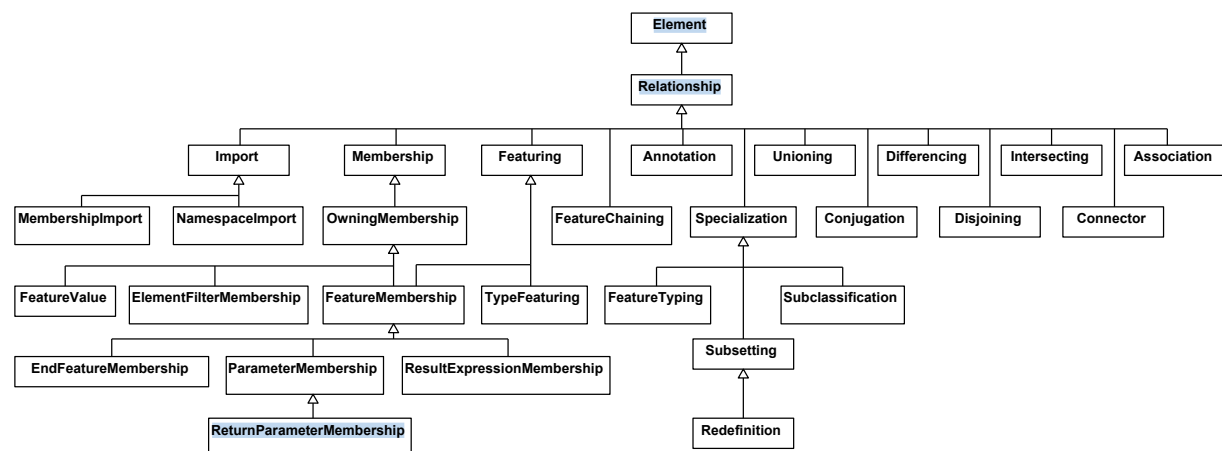 Element
Relationship
Import
Membership
Featuring
Annotation
Unioning
Differencing
Intersecting
Association
MembershipImport
NamespaceImport
OwningMembership
FeatureChaining
Specialization
Conjugation
Disjoining
Connector
FeatureValue
ElementFilterMembership
FeatureMembership
TypeFeaturing
FeatureTyping
Subclassification
EndFeatureMembership
ParameterMembership
ResultExpressionMembership
Subsetting
ReturnParameterMembership
Redefinition